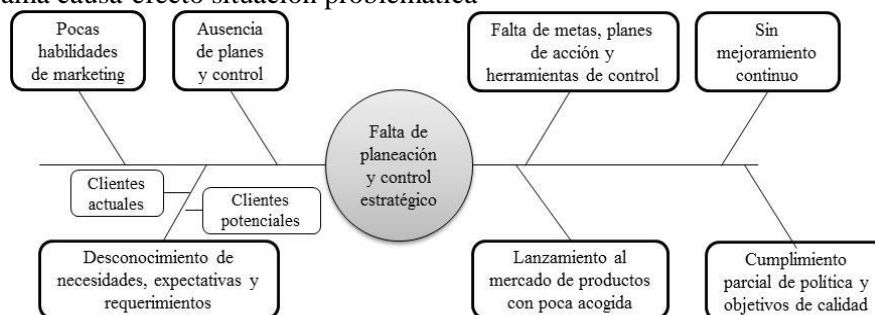 ama causa-efecto situación problemática
Pocas
habilidades
de marketing
Ausencia
de planes
y control
Falta de metas, planes
de acción y
herramientas de control
Sin
mejoramiento
continuo
Falta de
planeación
y control
estratégico
Clientes
actuales
Clientes
potenciales
Desconocimiento de
necesidades, expectativas y
requerimientos
Lanzamiento al
mercado de productos
con poca acogida
Cumplimiento
parcial de política y
objetivos de calidad